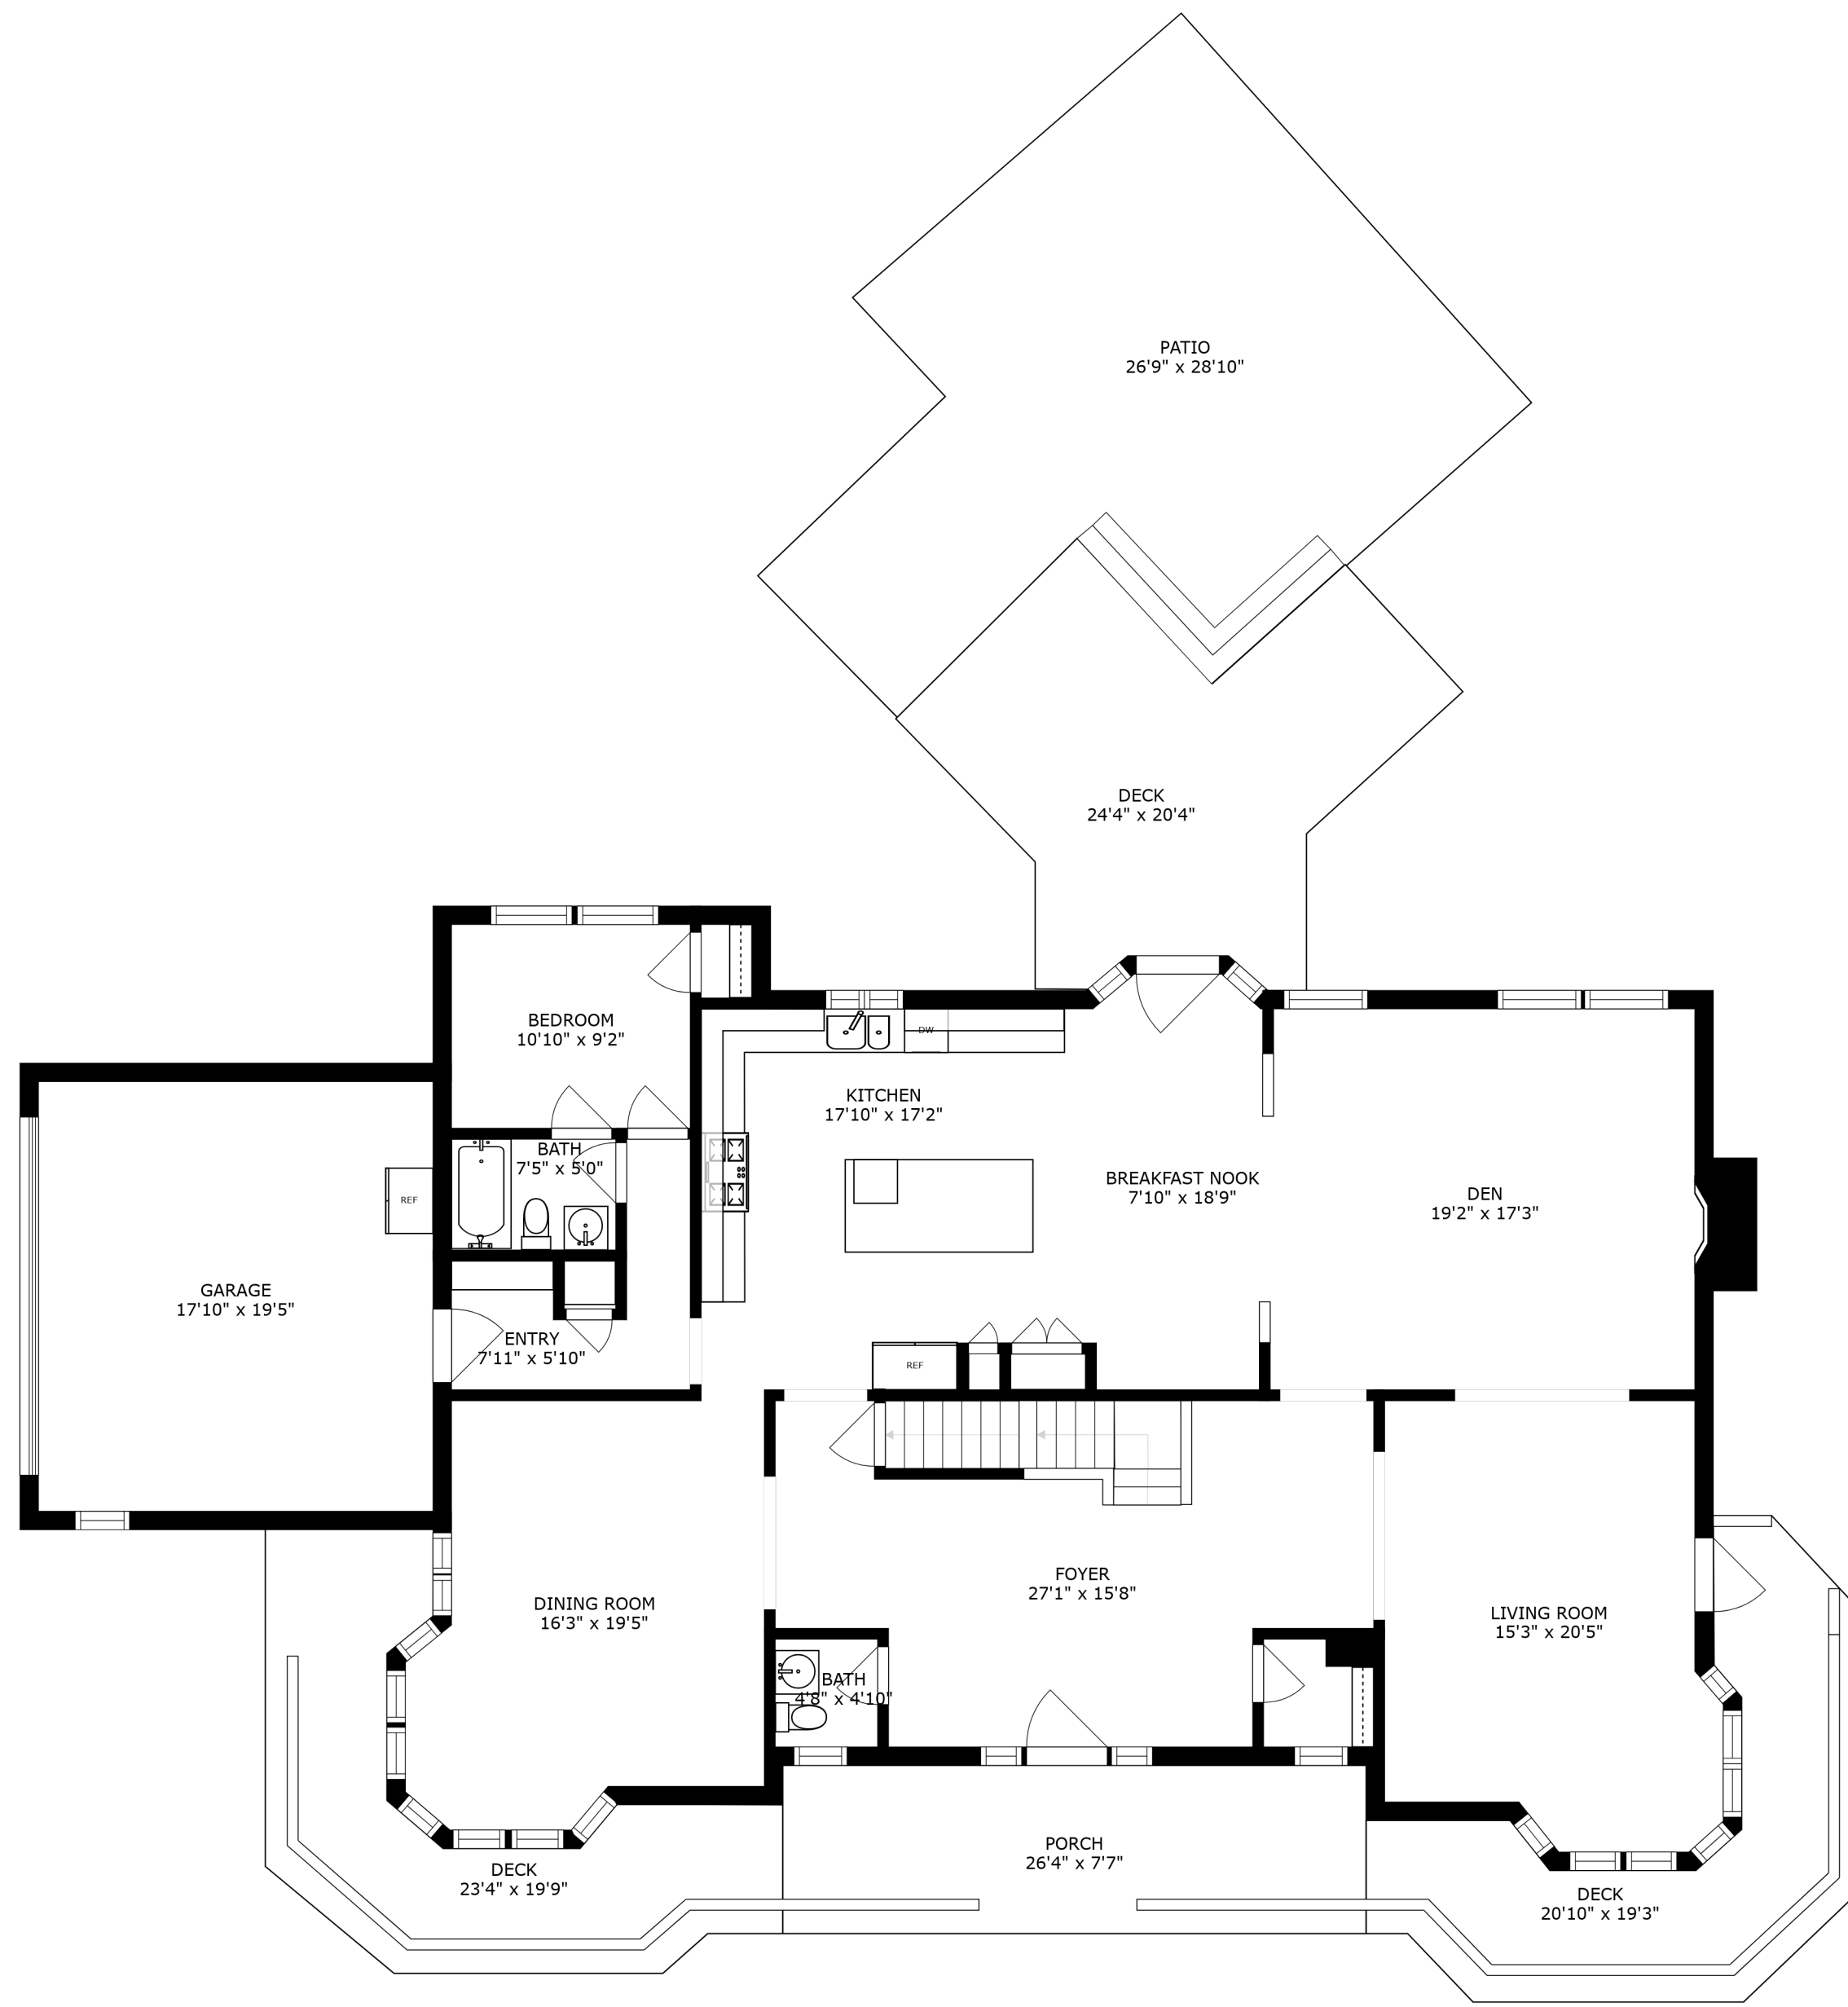 PATIO
26'9" x 28'10"
DECK
24'4" x 20'4"
BEDROOM
10'10" x 9'2"
DW
KITCHEN
17'10" x 17'2"
BATH
7'5" x 5'0"
BREAKFAST NOOK
7'10" x 18'9"
DEN
19'2" x 17'3"
REF
GARAGE
17'10" x 19'5"
ENTRY
7'11" x 5'10"
REF
FOYER
27'1" x 15'8"
DINING ROOM
16'3" x 19'5"
LIVING ROOM
15'3" x 20'5"
BATH
4'8" x 4'10"
PORCH
26'4" x 7'7"
DECK
23'4" x 19'9"
DECK
20'10" x 19'3"